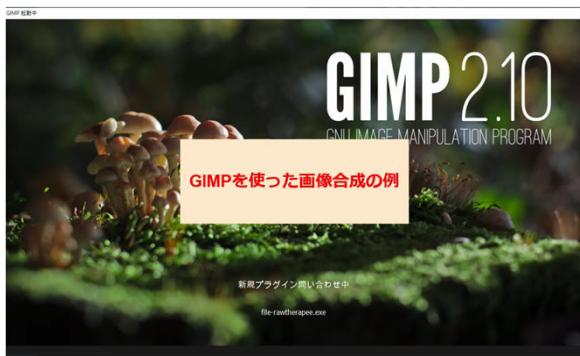 GIMP 起動中
GIMP 2.10
GNU IMAGE MANIPULATION PROGRAM
GIMPを使った画像合成の例
新規プラグイン問い合わせ中
file-rawtherapee.exe